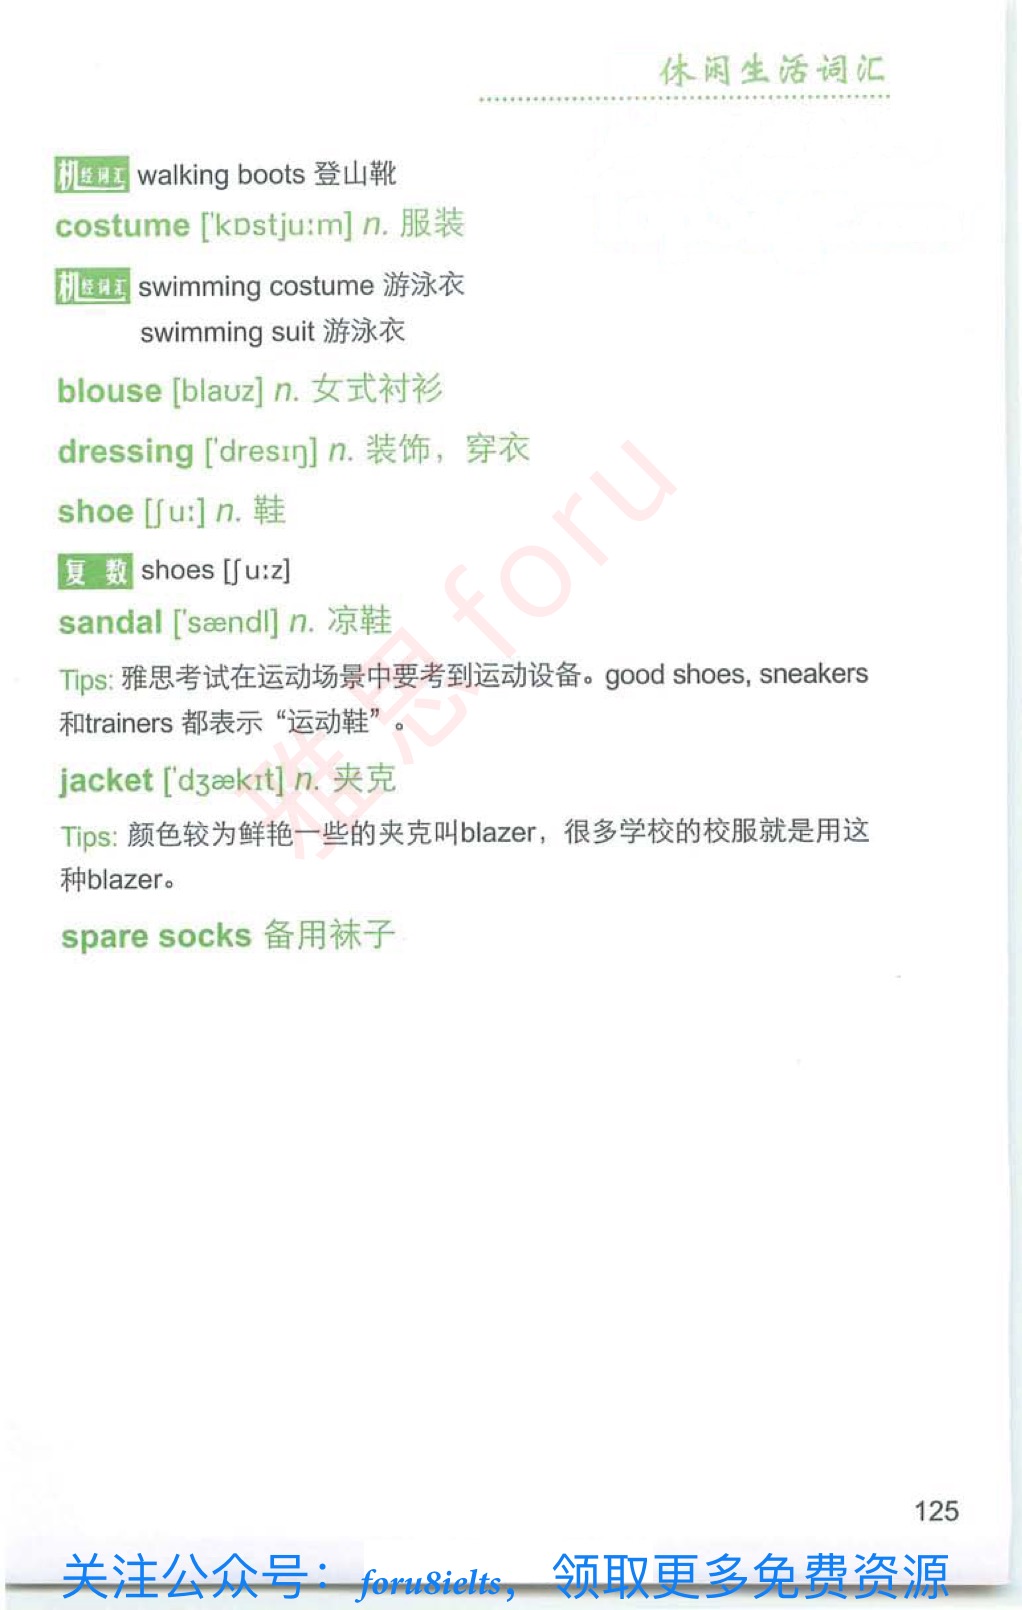 休闲生活词汇
机经词汇 walking boots 登山靴
costume [ˈkɒstjuːm] n. 服装
机经词汇 swimming costume 游泳衣
swimming suit 游泳衣
blouse [blaʊz] n. 女式衬衫
dressing [ˈdresɪŋ] n. 装饰，穿衣
shoe [ʃuː] n. 鞋
复数 shoes [ʃuːz]
sandal [ˈsændl] n. 凉鞋
Tips: 雅思考试在运动场景中要考到运动设备。good shoes, sneakers
和trainers 都表示“运动鞋”。
jacket [ˈdʒækɪt] n. 夹克
Tips: 颜色较为鲜艳一些的夹克叫blazer，很多学校的校服就是用这
种blazer。
spare socks 备用袜子
雅思foru
125
关注公众号：foru8ielts，领取更多免费资源